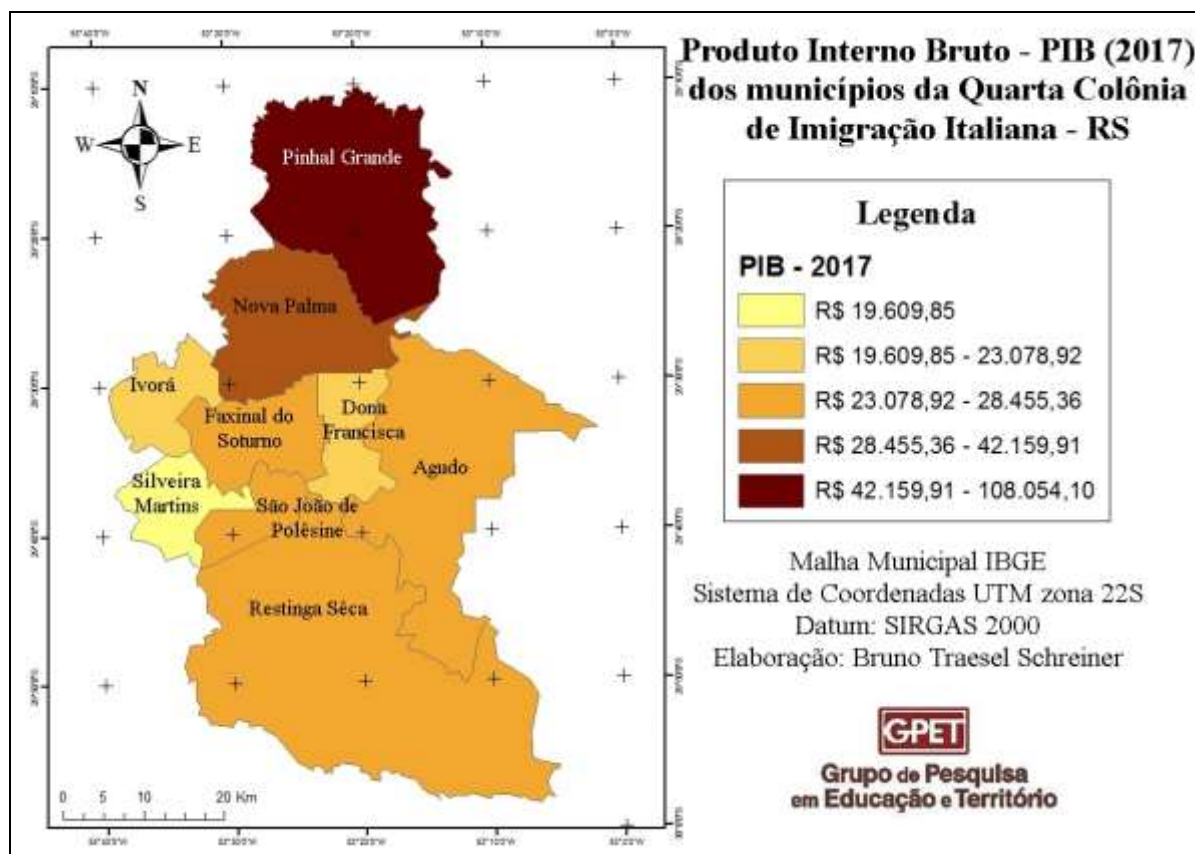 Produto Interno Bruto - PIB (2017)
dos municípios da Quarta Colônia
de Imigração Italiana - RS
N
W
E
S
Pinhal Grande
Nova Palma
Ivorá
Faxinal do
Soturno
Dona
Francisca
Agudo
Silveira
Martins
São João de
Polêsine
Restinga Sêca
0 5 10 20 Km
Legenda
PIB - 2017
R$ 19.609,85
R$ 19.609,85 - 23.078,92
R$ 23.078,92 - 28.455,36
R$ 28.455,36 - 42.159,91
R$ 42.159,91 - 108.054,10
Malha Municipal IBGE
Sistema de Coordenadas UTM zona 22S
Datum: SIRGAS 2000
Elaboração: Bruno Traesel Schreiner
GPET
Grupo de Pesquisa
em Educação e Território